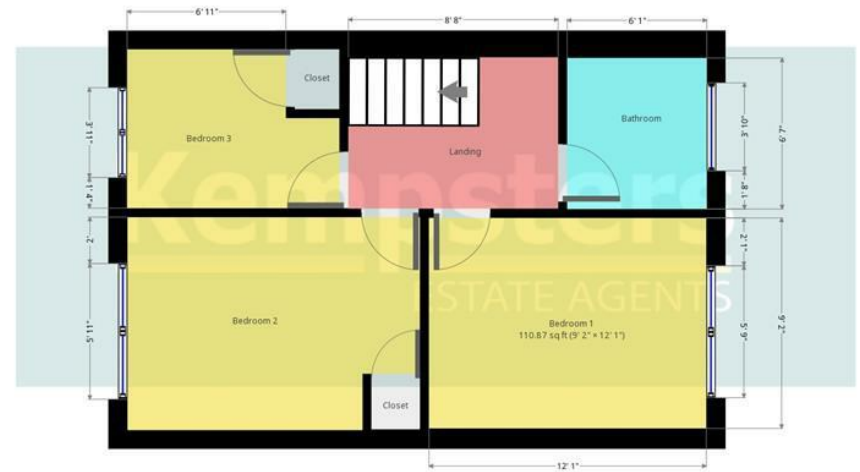 6' 11"
8' 8"
6' 1"
Closet
Bedroom 3
Landing
Bathroom
3' 11"
1' 4"
3' 10"
1' 8"
6' 7"
Kempsters
ESTATE AGENTS
2'
5' 11"
Bedroom 2
Bedroom 1
110.87 sq ft (9' 2" × 12' 1")
2' 1"
5' 9"
9' 2"
Closet
12' 1"